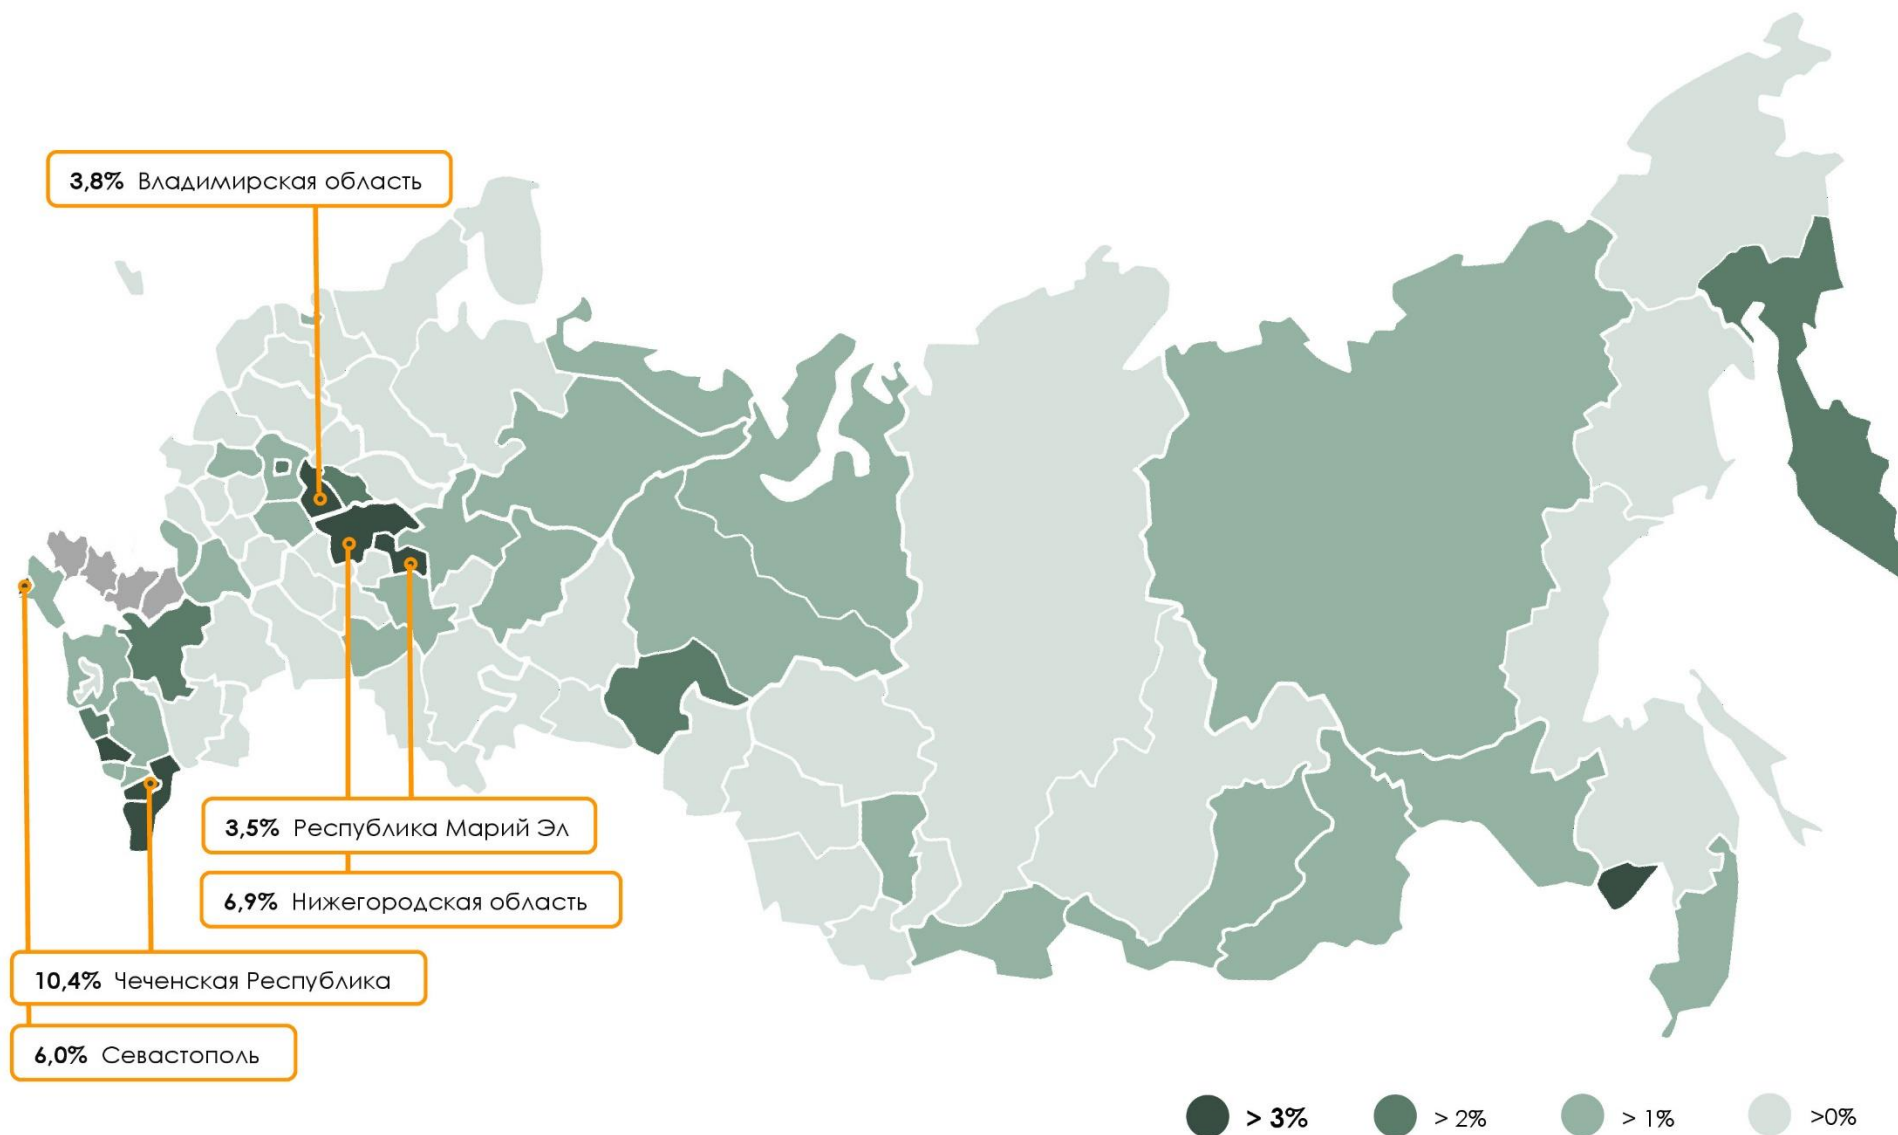 3,8% Владимирская область
3,5% Республика Марий Эл
6,9% Нижегородская область
10,4% Чеченская Республика
6,0% Севастополь
> 3% > 2% > 1% >0%